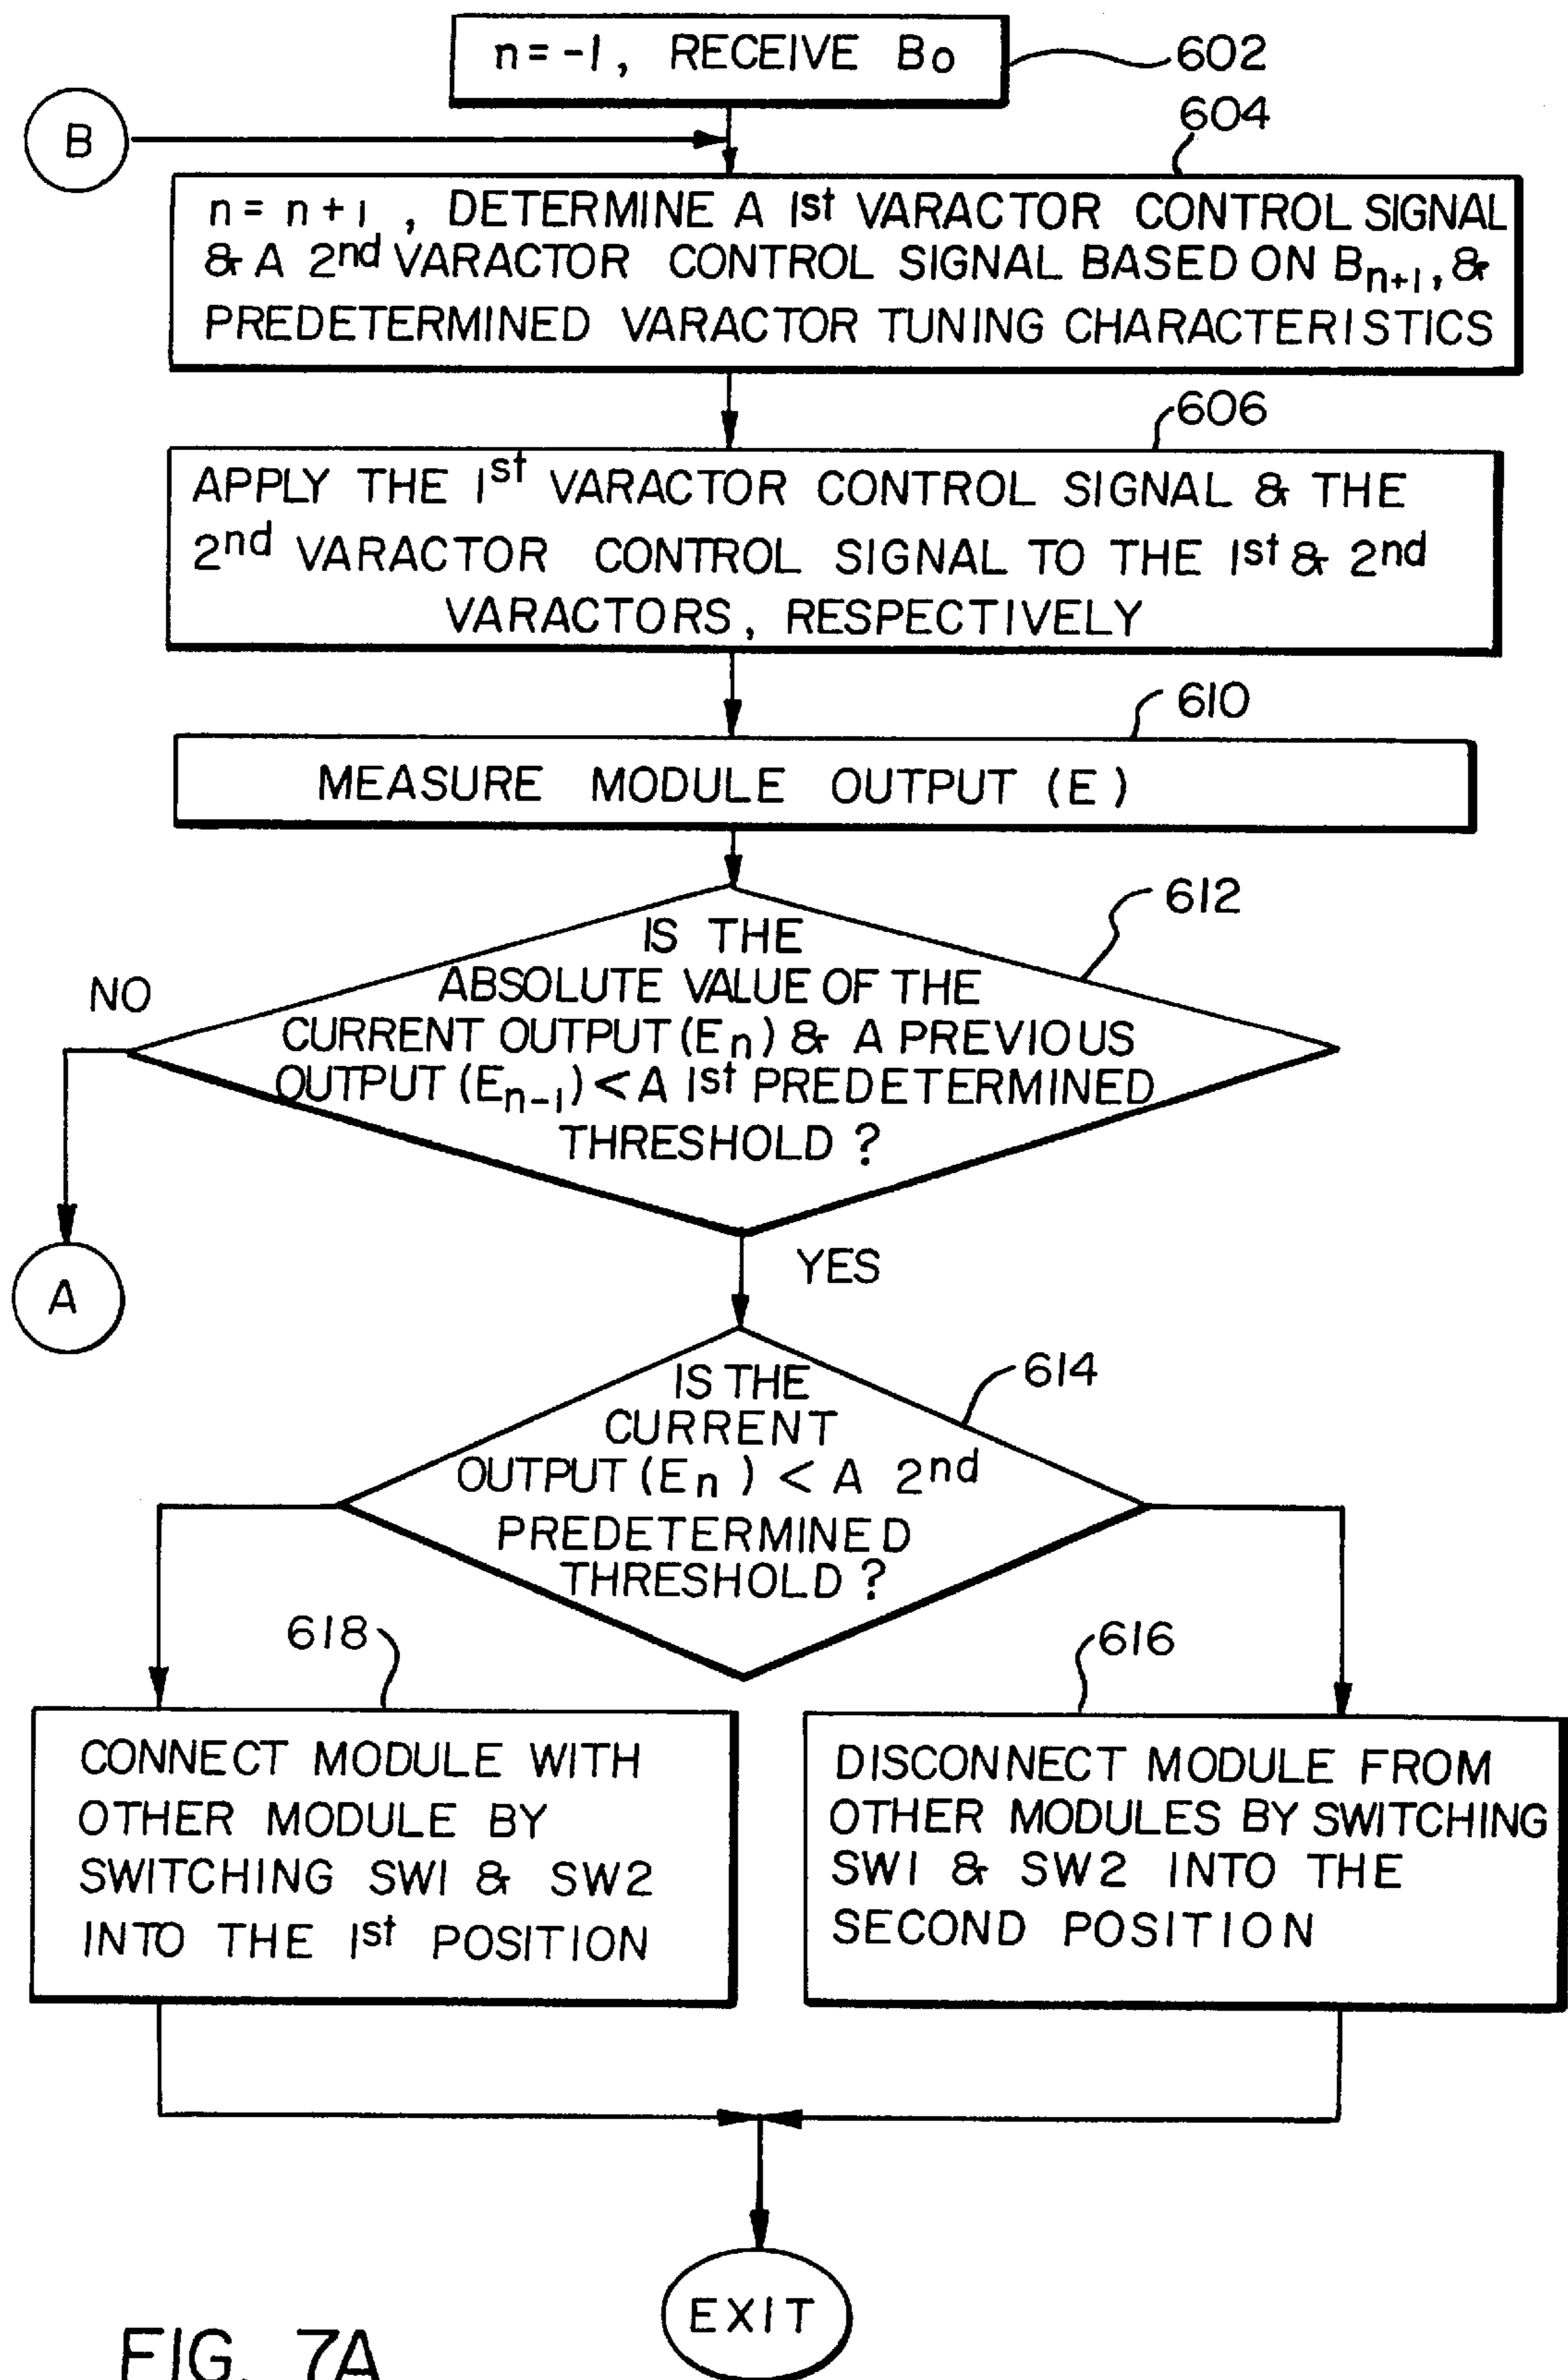 n = -1, RECEIVE B0
602
B
604
n = n+1 , DETERMINE A 1st VARACTOR CONTROL SIGNAL
& A 2nd VARACTOR CONTROL SIGNAL BASED ON Bn+1, &
PREDETERMINED VARACTOR TUNING CHARACTERISTICS
606
APPLY THE 1st VARACTOR CONTROL SIGNAL & THE
2nd VARACTOR CONTROL SIGNAL TO THE 1st & 2nd
VARACTORS, RESPECTIVELY
610
MEASURE MODULE OUTPUT (E)
612
IS THE
ABSOLUTE VALUE OF THE
CURRENT OUTPUT (En) & A PREVIOUS
OUTPUT (En-1) < A 1st PREDETERMINED
THRESHOLD ?
NO
A
YES
614
IS THE
CURRENT
OUTPUT (En) < A 2nd
PREDETERMINED
THRESHOLD ?
618
CONNECT MODULE WITH
OTHER MODULE BY
SWITCHING SW1 & SW2
INTO THE 1st POSITION
616
DISCONNECT MODULE FROM
OTHER MODULES BY SWITCHING
SW1 & SW2 INTO THE
SECOND POSITION
EXIT
FIG. 7A